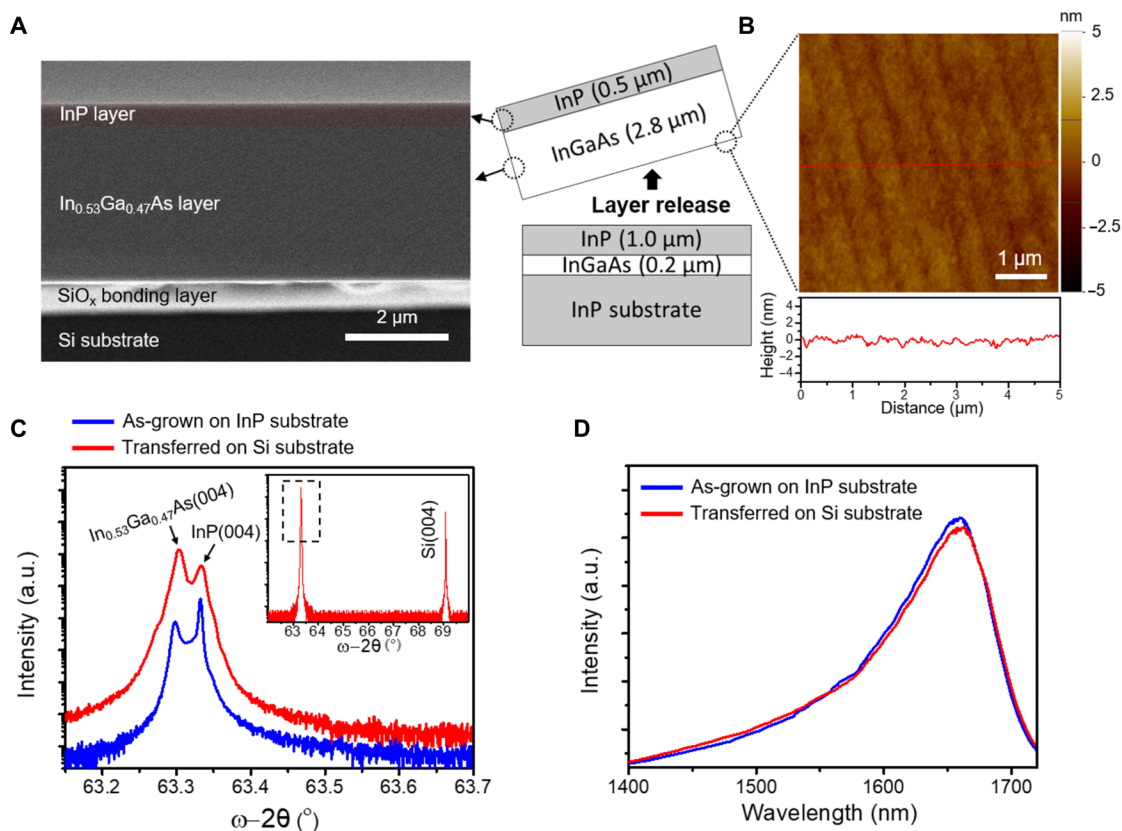 A
InP layer
In0.53Ga0.47As layer
SiOx bonding layer
Si substrate
2 μm
InP (0.5 μm)
InGaAs (2.8 μm)
Layer release
InP (1.0 μm)
InGaAs (0.2 μm)
InP substrate
B
nm
5
2.5
0
−2.5
−5
1 μm
Height (nm)
4
2
0
−2
−4
0 1 2 3 4 5
Distance (μm)
C
As-grown on InP substrate
Transferred on Si substrate
In0.53Ga0.47As(004)
InP(004)
Si(004)
63 64 65 66 67 68 69
ω−2θ (°)
Intensity (a.u.)
63.2 63.3 63.4 63.5 63.6 63.7
ω−2θ (°)
D
As-grown on InP substrate
Transferred on Si substrate
Intensity (a.u.)
1400 1500 1600 1700
Wavelength (nm)